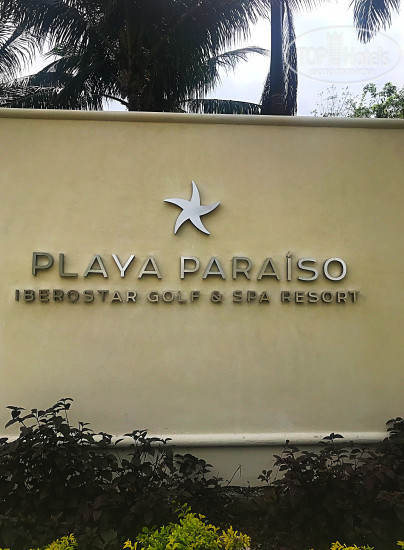 PLAYA PARAÍSO
IBEROSTAR GOLF & SPA RESORT